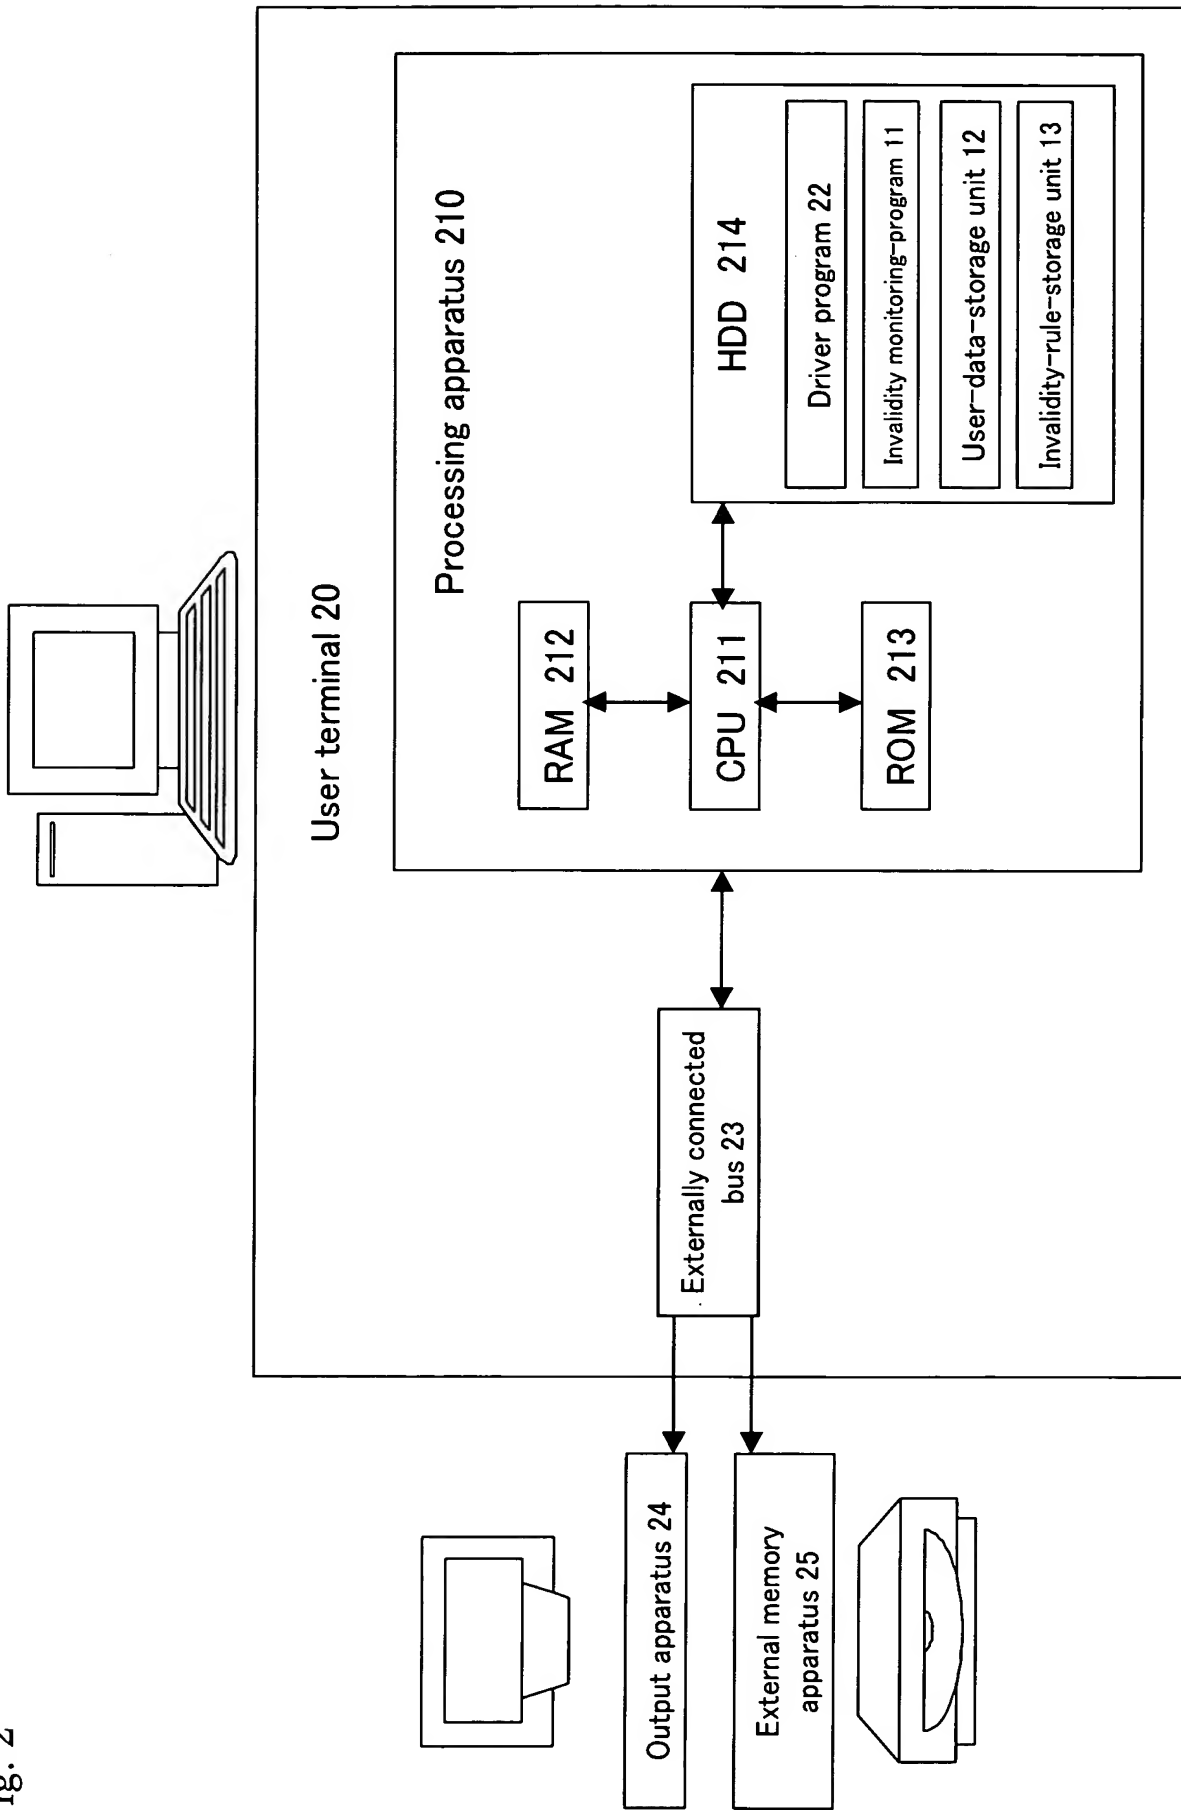 ig. 2
User terminal 20
Processing apparatus 210
RAM 212
CPU 211
ROM 213
HDD 214
Driver program 22
Invalidity monitoring-program 11
User-data-storage unit 12
Invalidity-rule-storage unit 13
Externally connected
bus 23
Output apparatus 24
External memory
apparatus 25